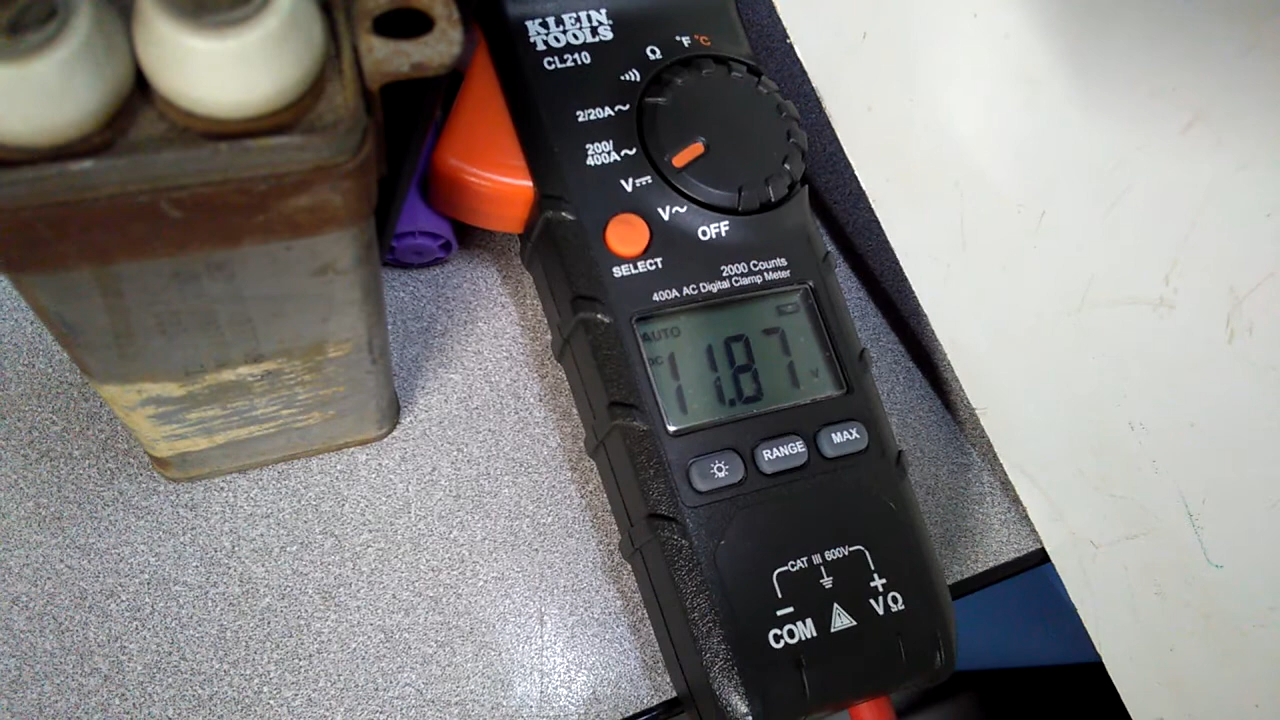 KLEIN
TOOLS
CL210
Ω
°F °C
2/20A~
200/
400A~
V⎓
V~
OFF
SELECT
2000 Counts
400A AC Digital Clamp Meter
AUTO
DC
11.87
V
RANGE
MAX
CAT III 600V
− +
COM
VΩ